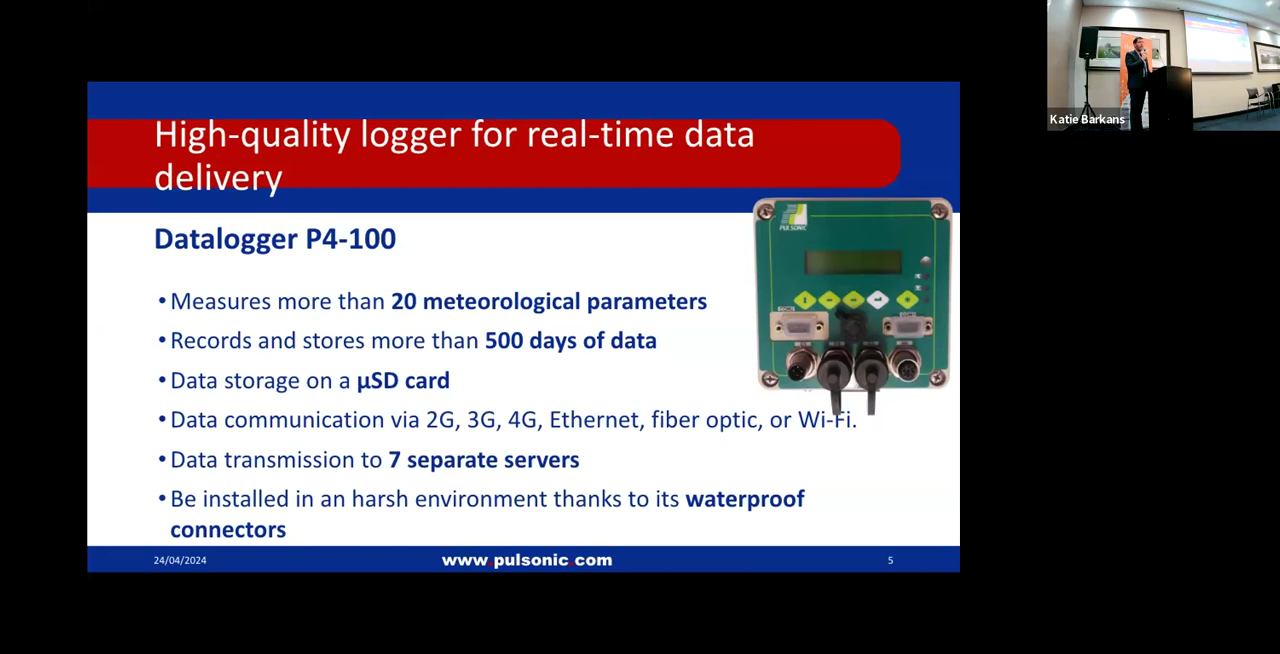 High-quality logger for real-time data
delivery
Datalogger P4-100
PULSONIC
•Measures more than 20 meteorological parameters
•Records and stores more than 500 days of data
•Data storage on a µSD card
•Data communication via 2G, 3G, 4G, Ethernet, fiber optic, or Wi-Fi.
•Data transmission to 7 separate servers
•Be installed in an harsh environment thanks to its waterproof
connectors
24/04/2024
www.pulsonic.com
5
Katie Barkans